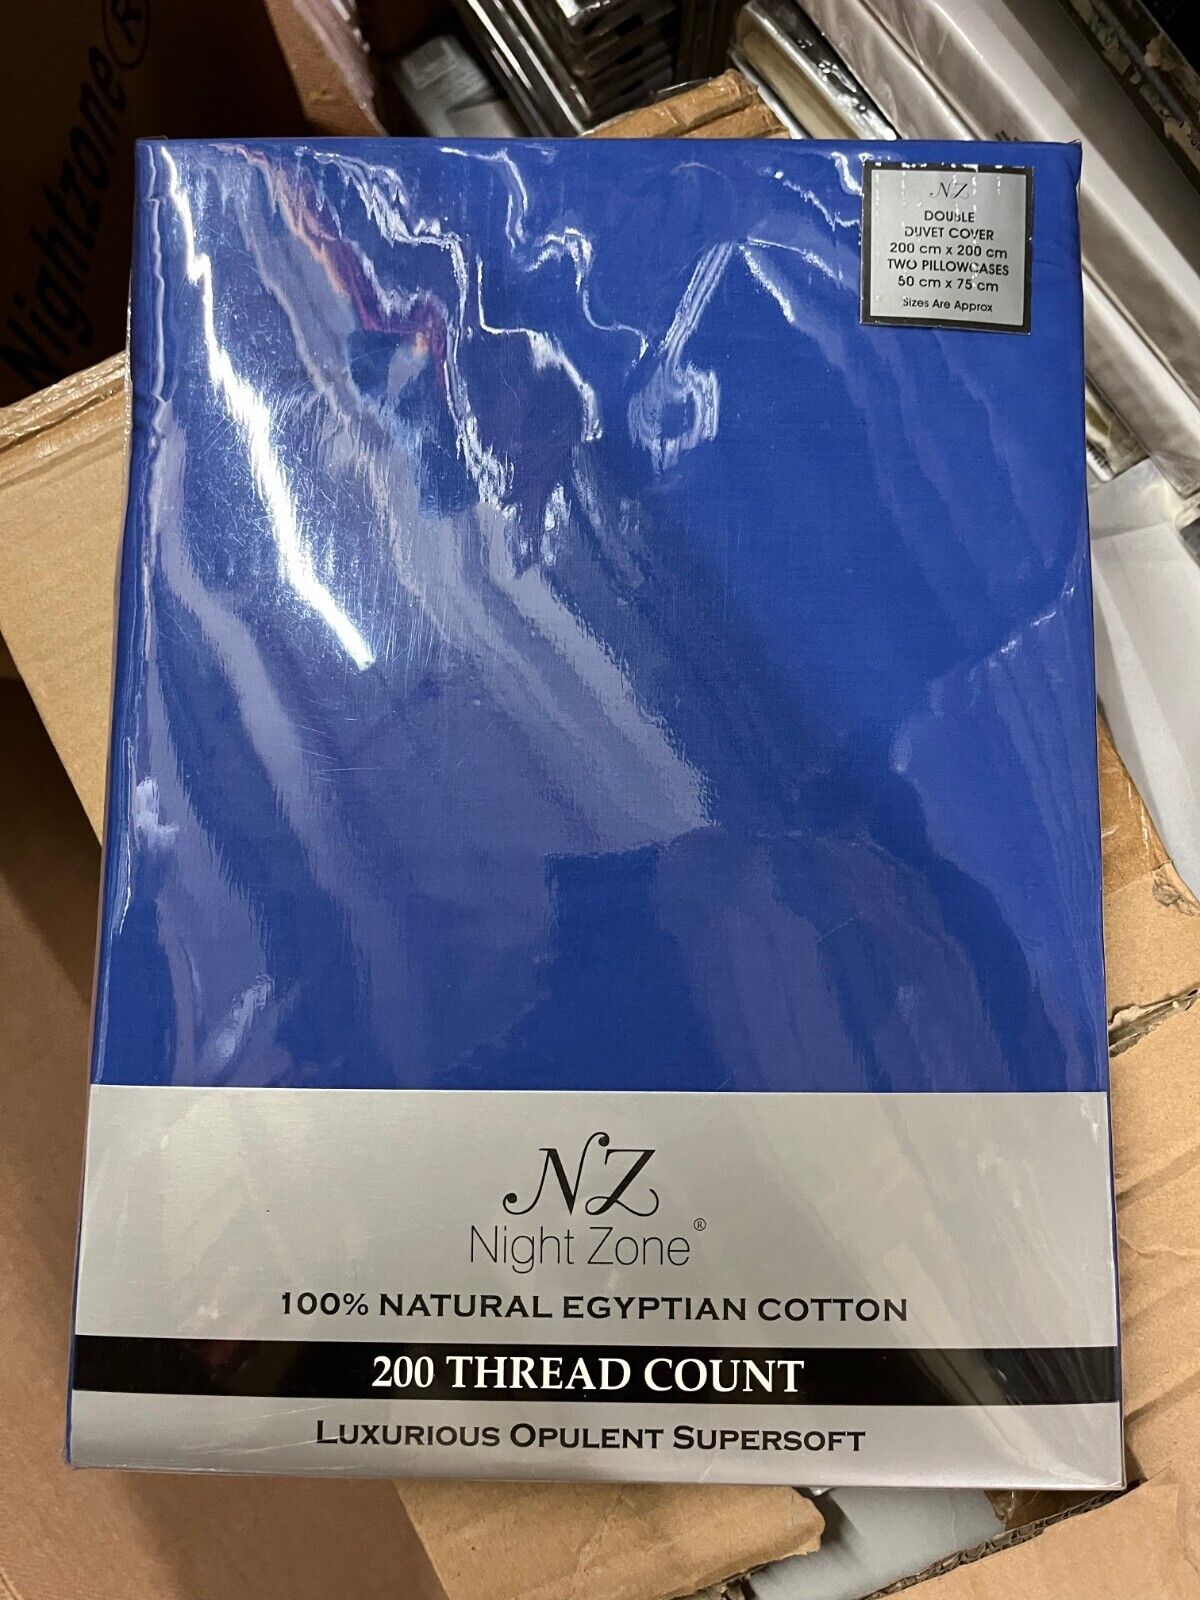 Nightzone®
NZ
DOUBLE
DUVET COVER
200 cm x 200 cm
TWO PILLOWCASES
50 cm x 75 cm
Sizes Are Approx
NZ
Night Zone®
100% NATURAL EGYPTIAN COTTON
200 THREAD COUNT
LUXURIOUS OPULENT SUPERSOFT